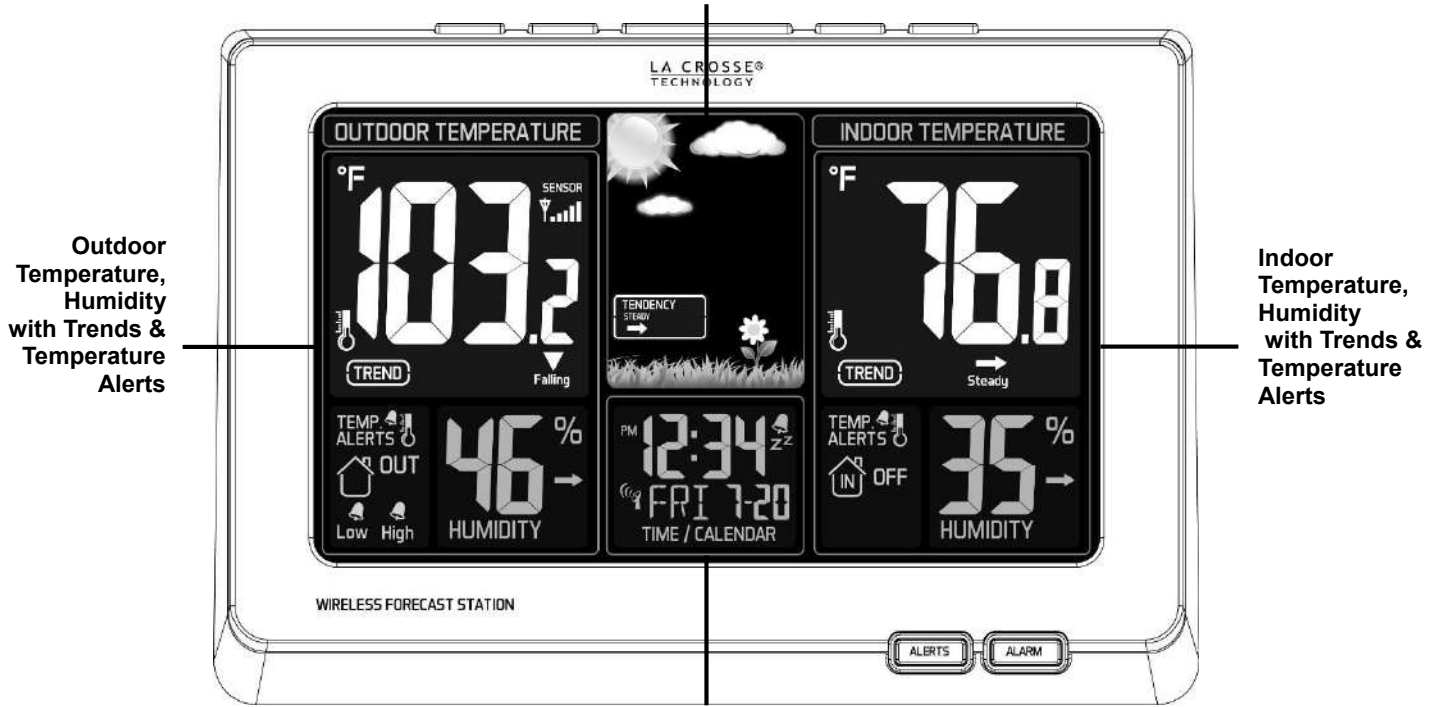 LA CROSSE®
TECHNOLOGY
OUTDOOR TEMPERATURE
°F
103.2
SENSOR
TREND
Falling
TEMP.
ALERTS
OUT
Low High
46 %
HUMIDITY
TENDENCY
STEADY
PM 12:34 zz
FRI 7-20
TIME / CALENDAR
INDOOR TEMPERATURE
°F
76.8
TREND
Steady
TEMP.
ALERTS
IN OFF
35 %
HUMIDITY
Outdoor
Temperature,
Humidity
with Trends &
Temperature
Alerts
Indoor
Temperature,
Humidity
with Trends &
Temperature
Alerts
WIRELESS FORECAST STATION
ALERTS ALARM